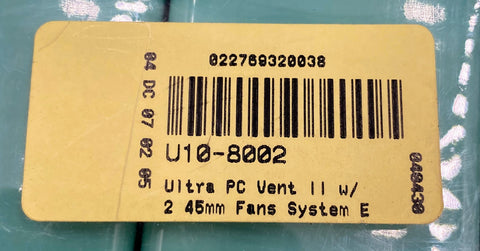 022769320038
04 DC 07 02 05
U10-8002
040430
Ultra PC Vent II w/
2 45mm Fans System E